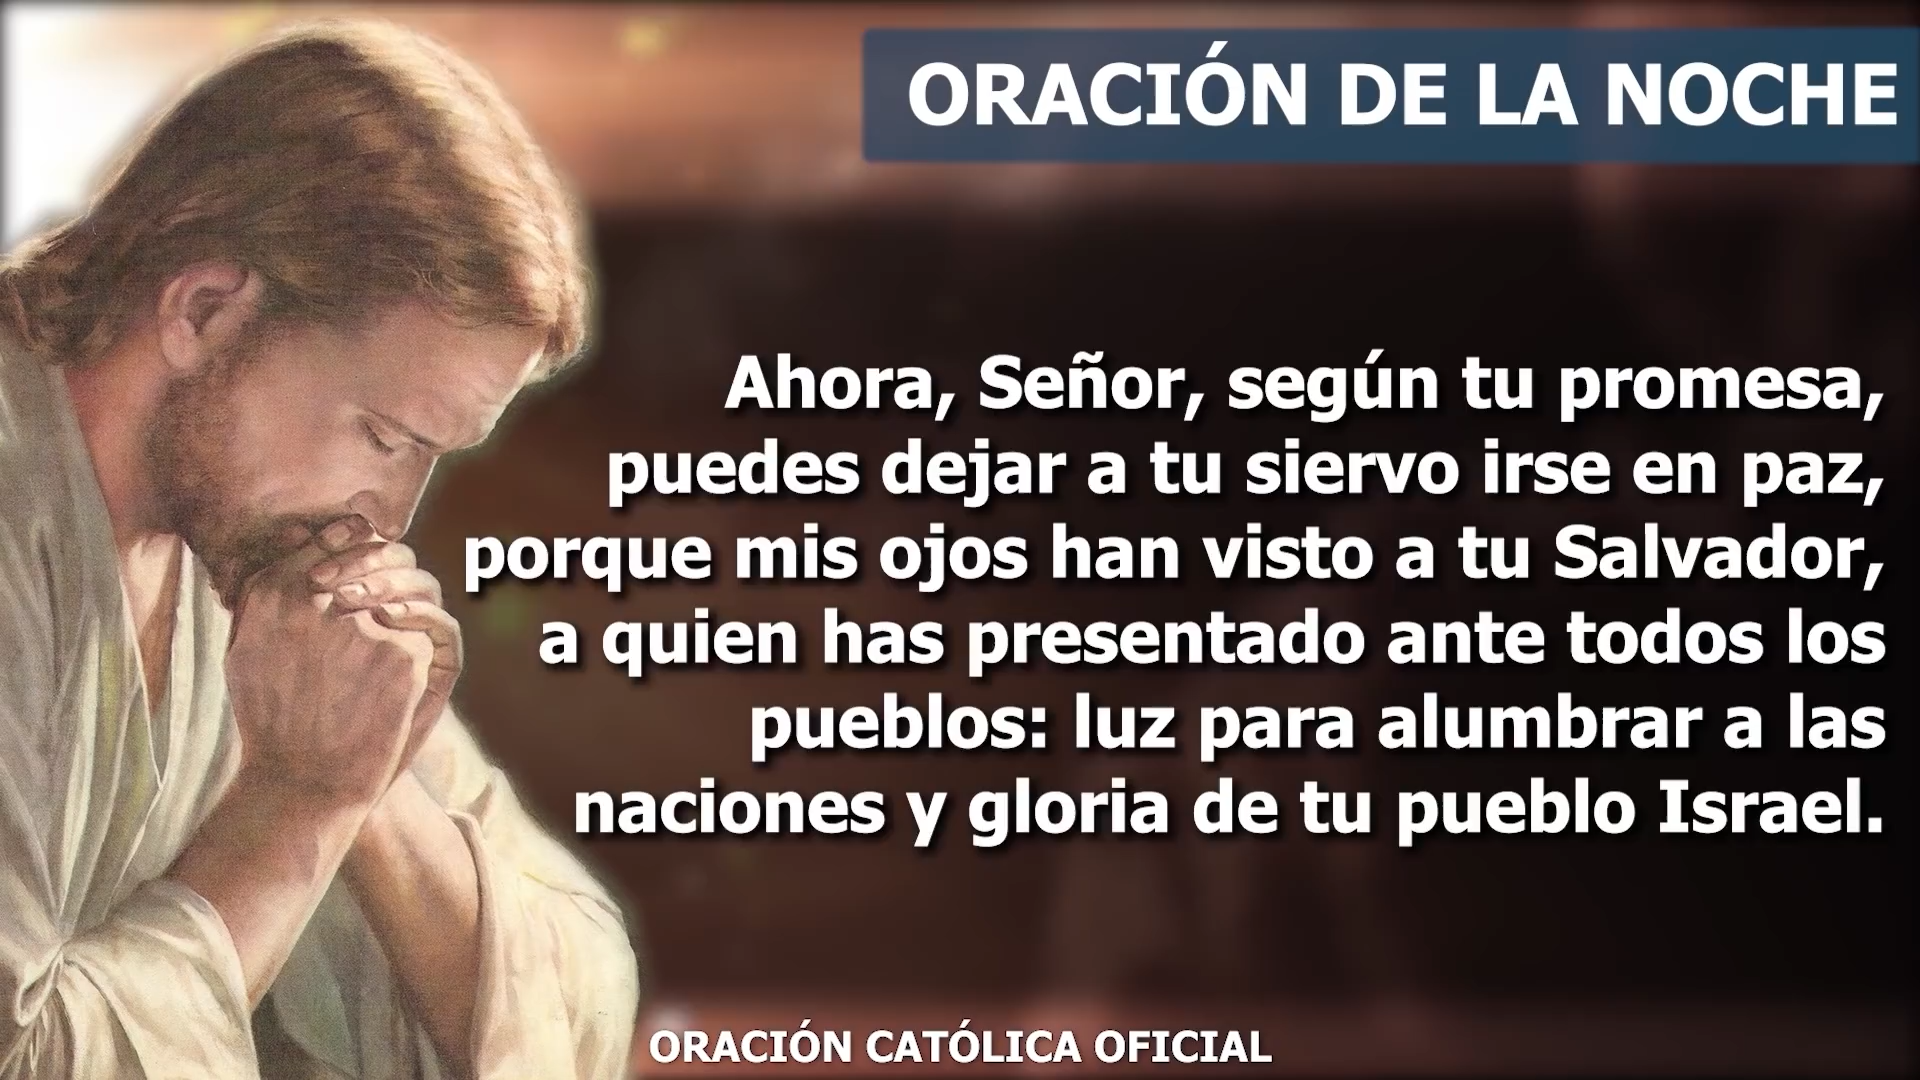 ORACIÓN DE LA NOCHE
Ahora, Señor, según tu promesa,
puedes dejar a tu siervo irse en paz,
porque mis ojos han visto a tu Salvador,
a quien has presentado ante todos los
pueblos: luz para alumbrar a las
naciones y gloria de tu pueblo Israel.
ORACIÓN CATÓLICA OFICIAL